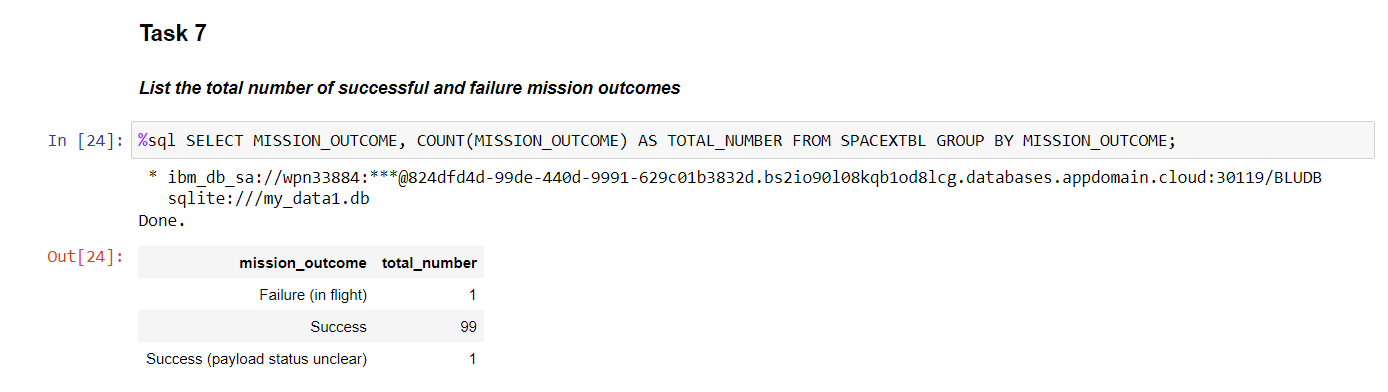 Task 7
List the total number of successful and failure mission outcomes
In [24]: %sql SELECT MISSION_OUTCOME, COUNT(MISSION_OUTCOME) AS TOTAL_NUMBER FROM SPACEXTBL GROUP BY MISSION_OUTCOME;
* ibm_db_sa://wpn33884:***@824dfd4d-99de-440d-9991-629c01b3832d.bs2io90l08kqb1od8lcg.databases.appdomain.cloud:30119/BLUDB
sqlite:///my_data1.db
Done.
Out[24]:
mission_outcome total_number
Failure (in flight) 1
Success 99
Success (payload status unclear) 1